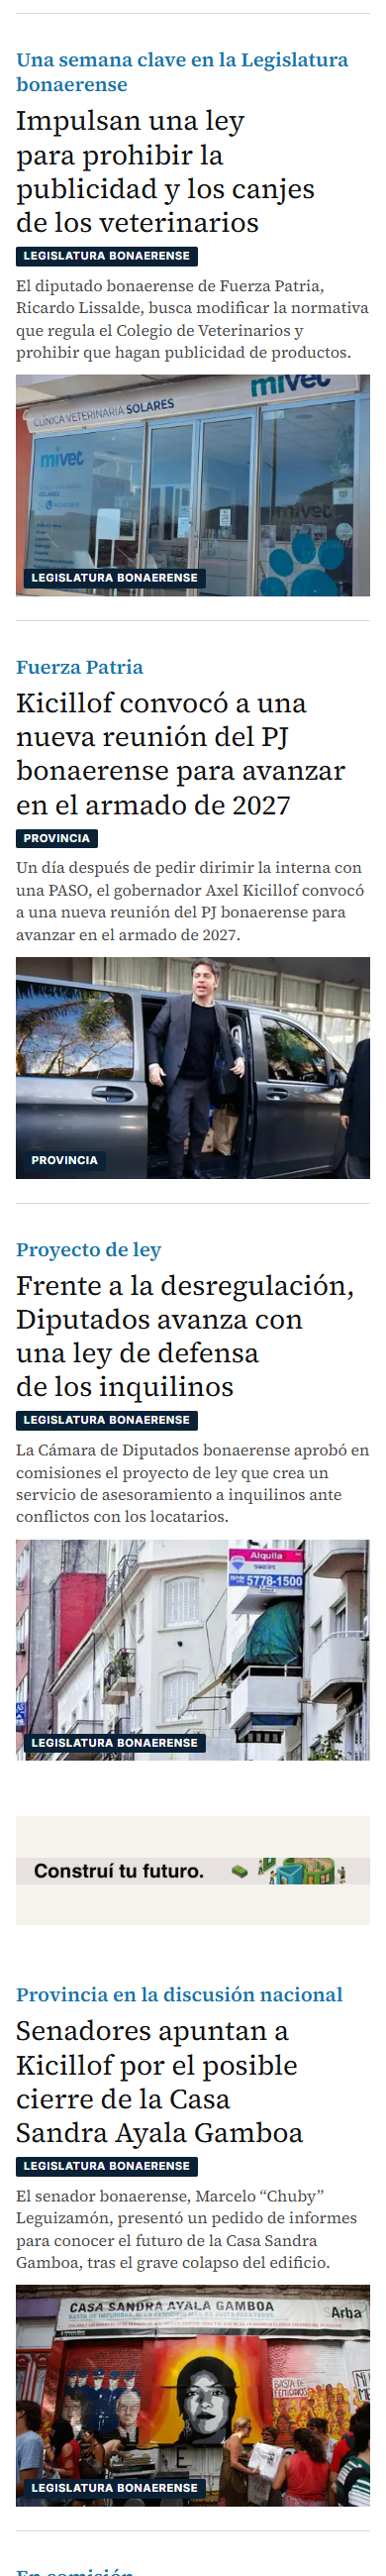 Una semana clave en la Legislatura
bonaerense
Impulsan una ley
para prohibir la
publicidad y los canjes
de los veterinarios
LEGISLATURA BONAERENSE
El diputado bonaerense de Fuerza Patria,
Ricardo Lissalde, busca modificar la normativa
que regula el Colegio de Veterinarios y
prohibir que hagan publicidad de productos.
mivet
CLÍNICA VETERINARIA SOLARES
mivet
mivet
LEGISLATURA BONAERENSE
Fuerza Patria
Kicillof convocó a una
nueva reunión del PJ
bonaerense para avanzar
en el armado de 2027
PROVINCIA
Un día después de pedir dirimir la interna con
una PASO, el gobernador Axel Kicillof convocó
a una nueva reunión del PJ bonaerense para
avanzar en el armado de 2027.
PROVINCIA
Proyecto de ley
Frente a la desregulación,
Diputados avanza con
una ley de defensa
de los inquilinos
LEGISLATURA BONAERENSE
La Cámara de Diputados bonaerense aprobó en
comisiones el proyecto de ley que crea un
servicio de asesoramiento a inquilinos ante
conflictos con los locatarios.
Alquila
5778-1500
LEGISLATURA BONAERENSE
Construí tu futuro.
Provincia en la discusión nacional
Senadores apuntan a
Kicillof por el posible
cierre de la Casa
Sandra Ayala Gamboa
LEGISLATURA BONAERENSE
El senador bonaerense, Marcelo “Chuby”
Leguizamón, presentó un pedido de informes
para conocer el futuro de la Casa Sandra
Gamboa, tras el grave colapso del edificio.
CASA SANDRA AYALA GAMBOA
Arba
BASTA DE
FEMICIDIOS
LEGISLATURA BONAERENSE
En comisión